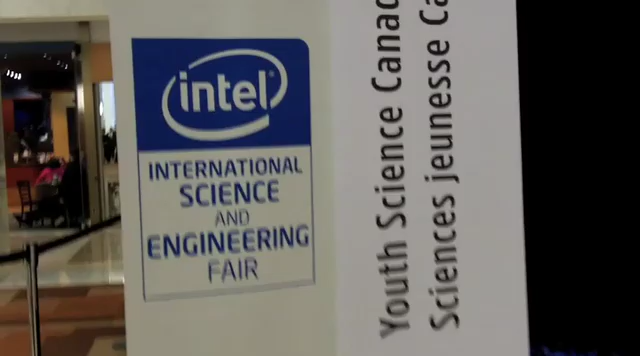 intel
INTERNATIONAL
SCIENCE
AND
ENGINEERING
FAIR
Youth Science
Sciences jeunesse